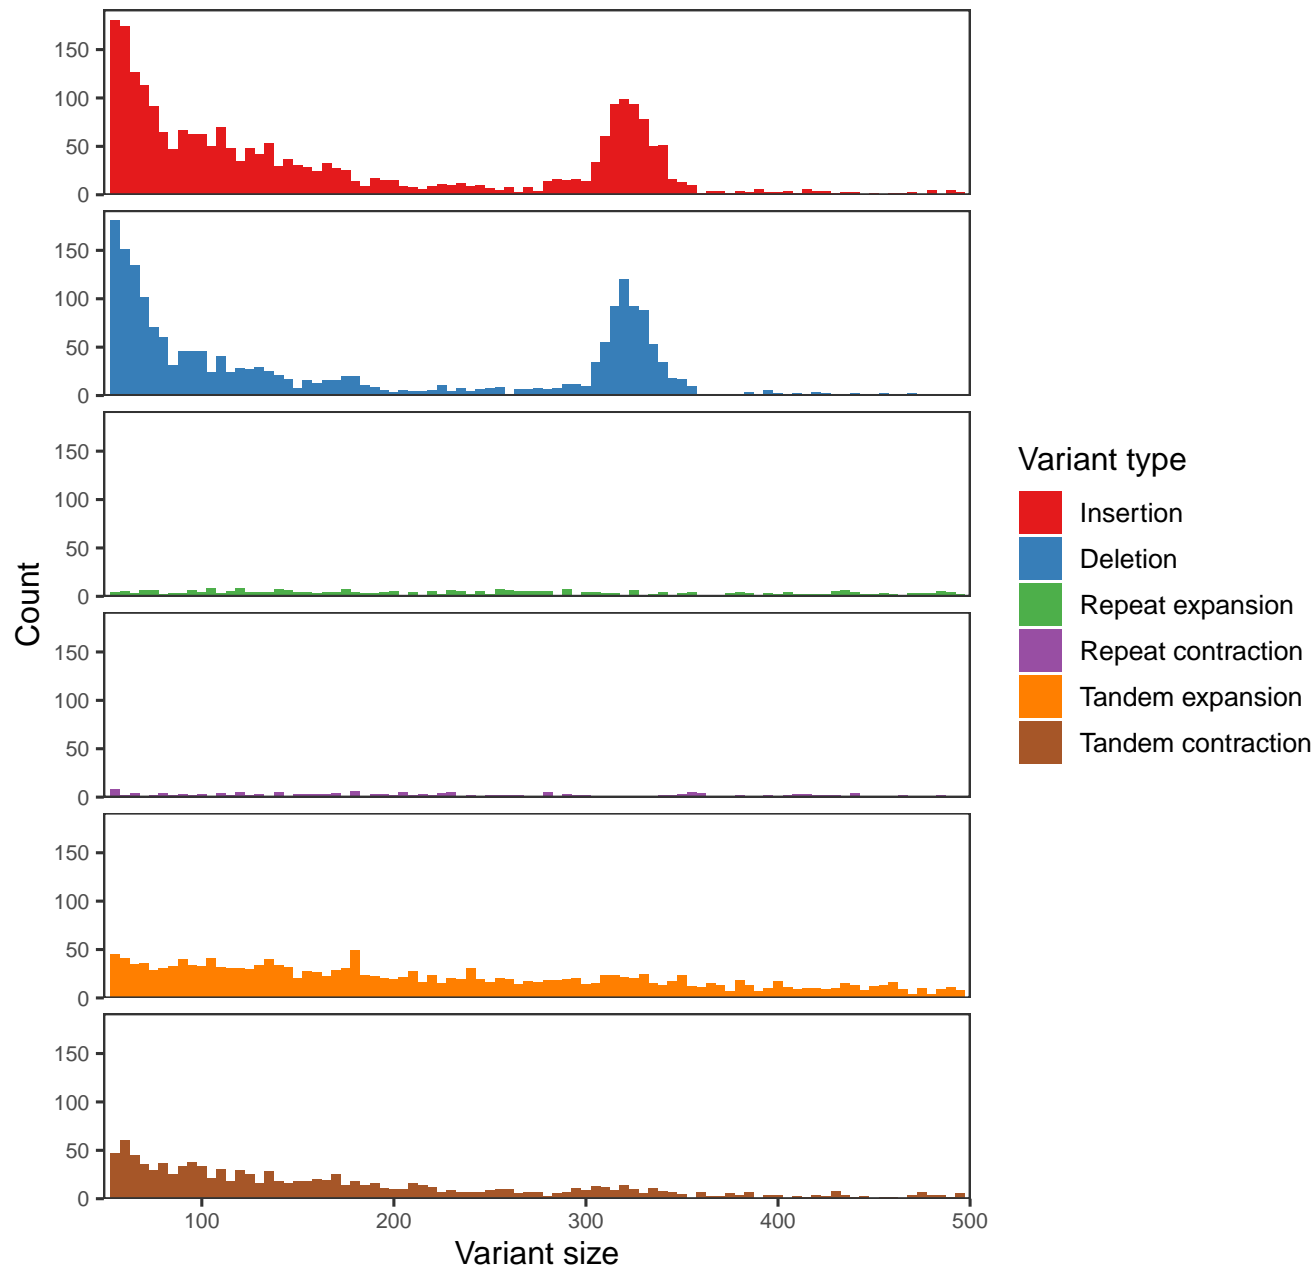 150
100
50
0
150
100
50
0
150
100
50
0
150
100
50
0
150
100
50
0
150
100
50
0
Count
100 200 300 400 500
Variant size
Variant type
Insertion
Deletion
Repeat expansion
Repeat contraction
Tandem expansion
Tandem contraction